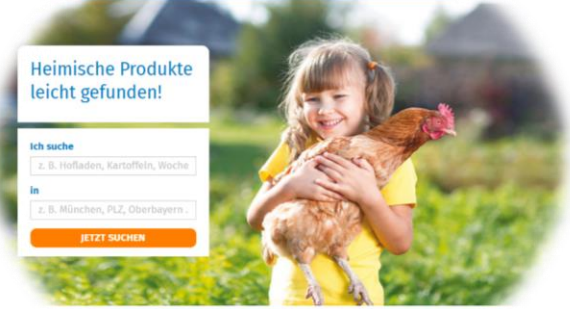 Heimische Produkte
leicht gefunden!
Ich suche
z. B. Hofladen, Kartoffeln, Woche
in
z. B. München, PLZ, Oberbayern .
JETZT SUCHEN